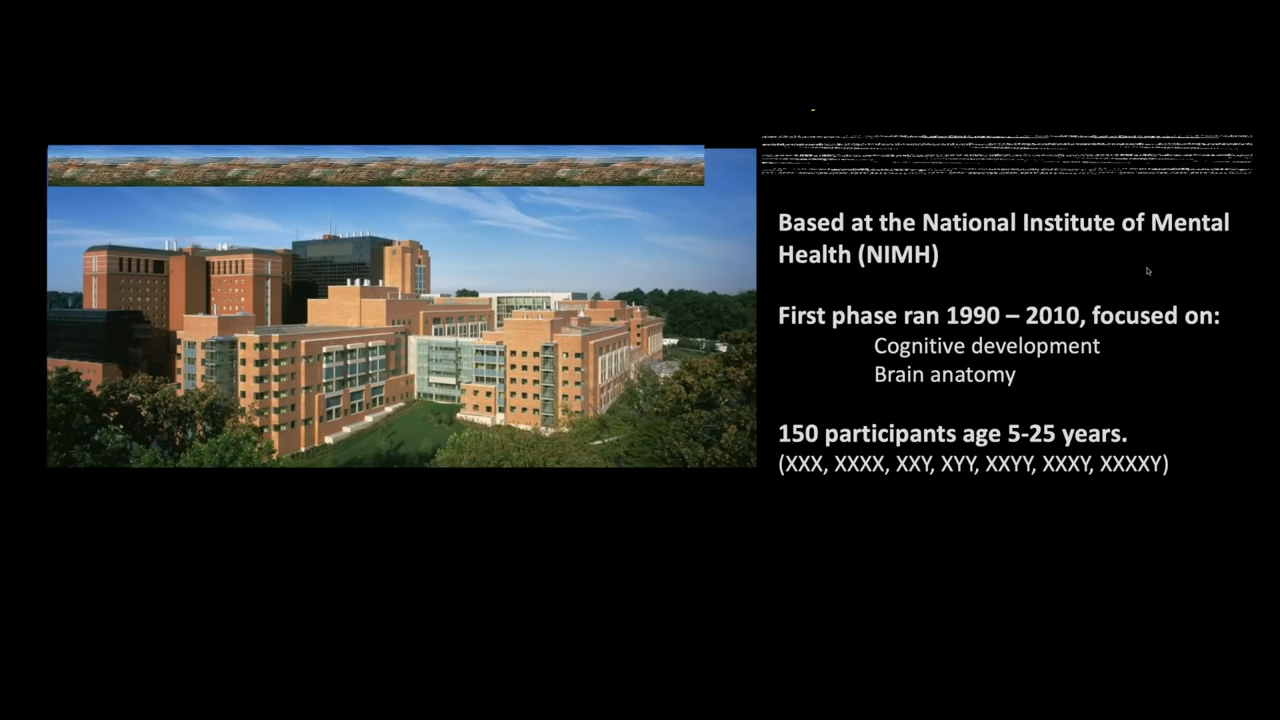 Based at the National Institute of Mental
Health (NIMH)
First phase ran 1990 – 2010, focused on:
Cognitive development
Brain anatomy
150 participants age 5-25 years.
(XXX, XXXX, XXY, XYY, XXYY, XXXY, XXXXY)